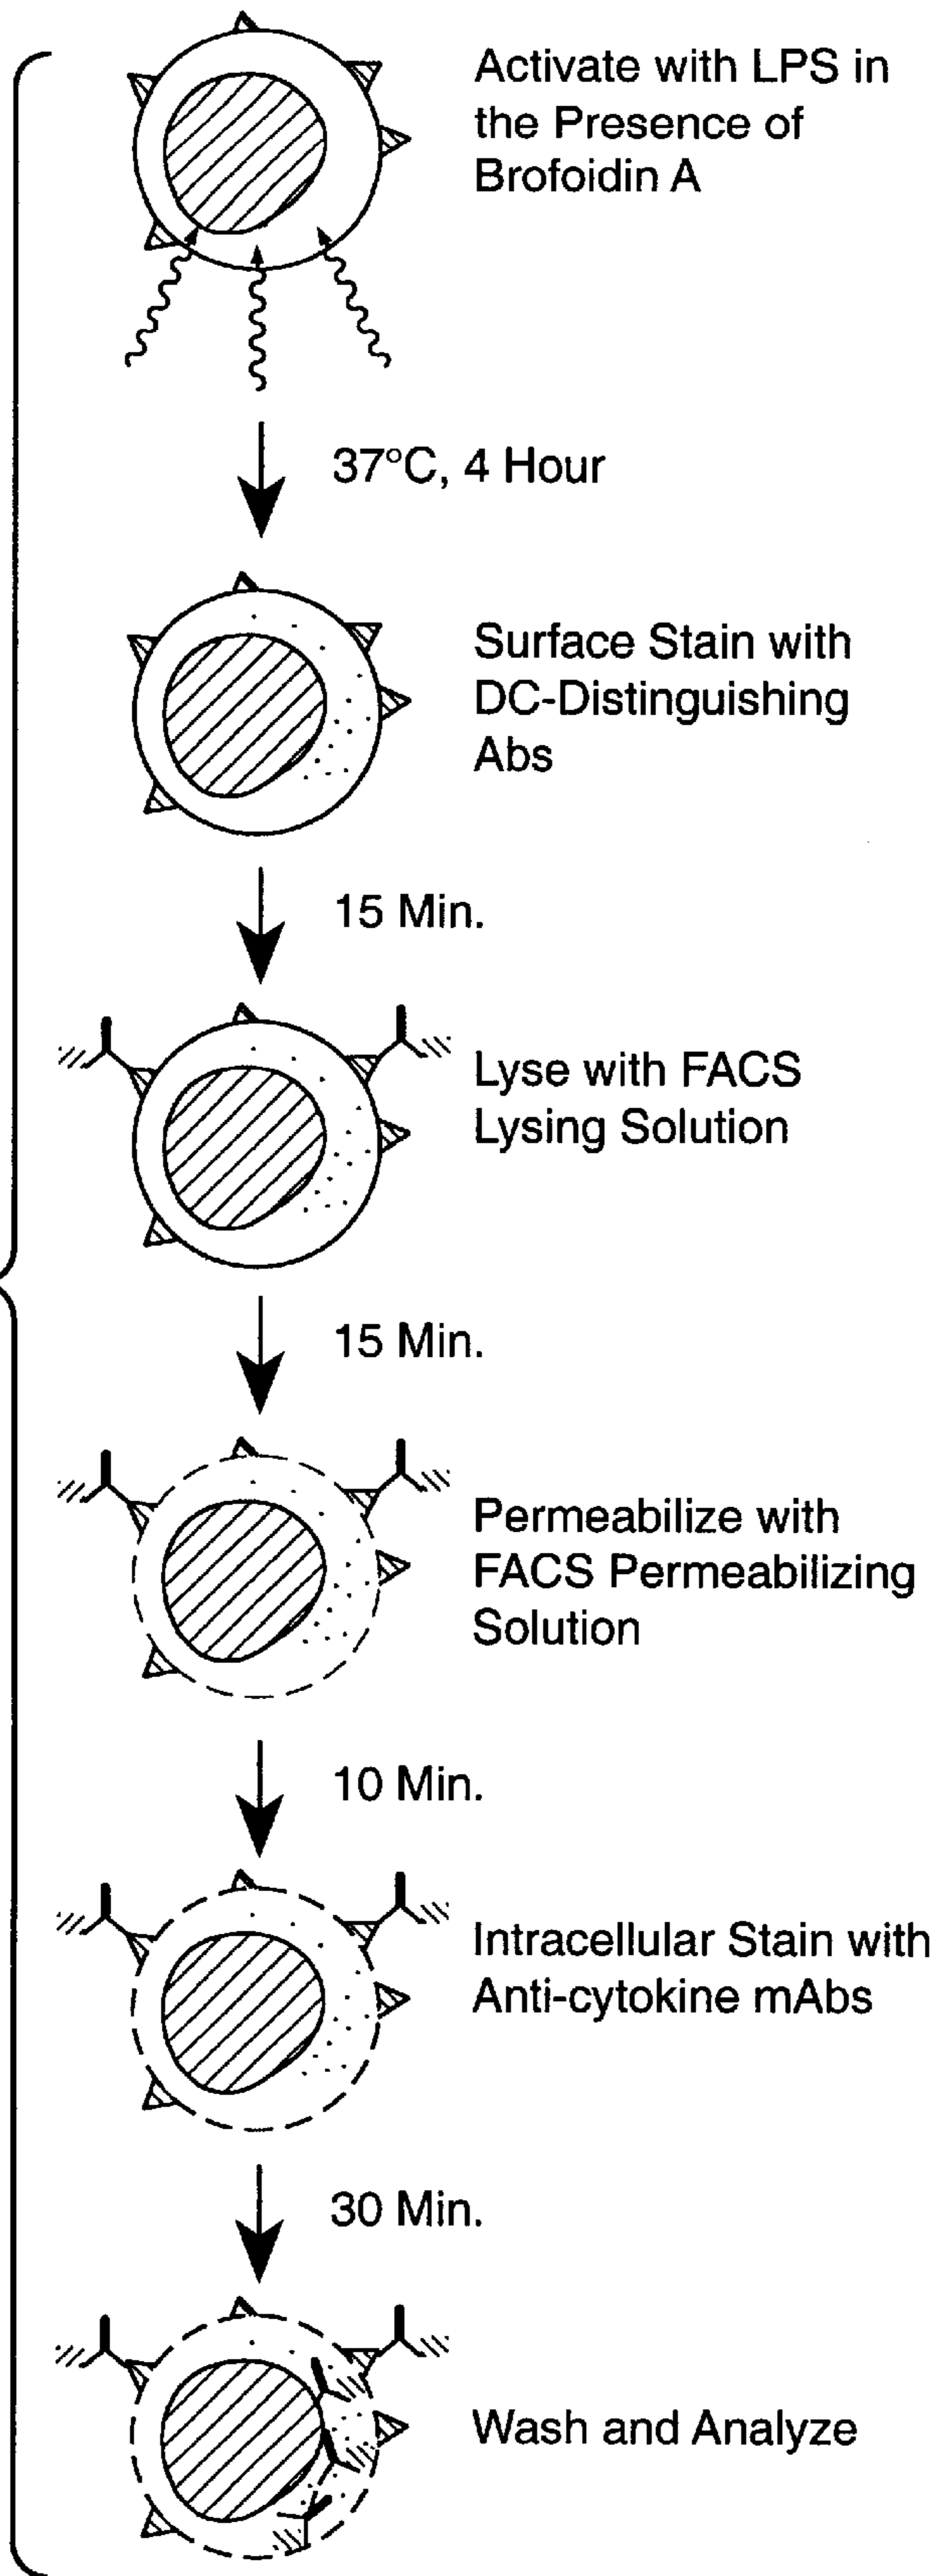 Activate with LPS in
the Presence of
Brofoidin A
37°C, 4 Hour
Surface Stain with
DC-Distinguishing
Abs
15 Min.
Lyse with FACS
Lysing Solution
15 Min.
Permeabilize with
FACS Permeabilizing
Solution
10 Min.
Intracellular Stain with
Anti-cytokine mAbs
30 Min.
Wash and Analyze